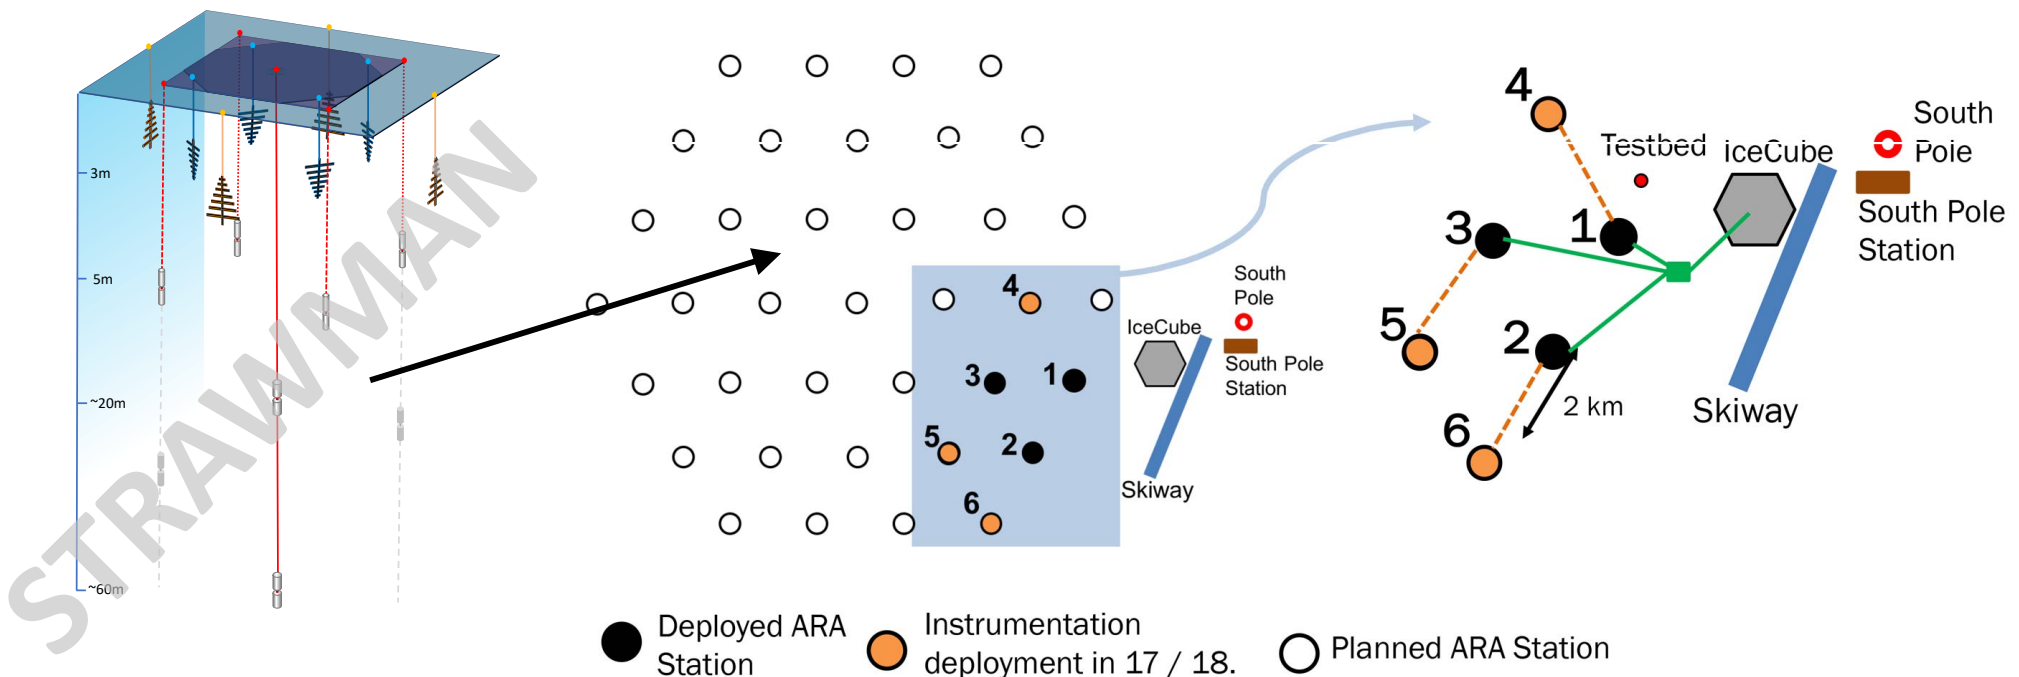 3m
5m
~20m
~60m
STRAWMAN
4
3
1
5
2
6
South
Pole
IceCube
South Pole
Station
Skiway
4
Testbed
IceCube
South
Pole
South Pole
Station
3
1
5
2
2 km
6
Skiway
Deployed ARA
Station
Instrumentation
deployment in 17 / 18.
Planned ARA Station